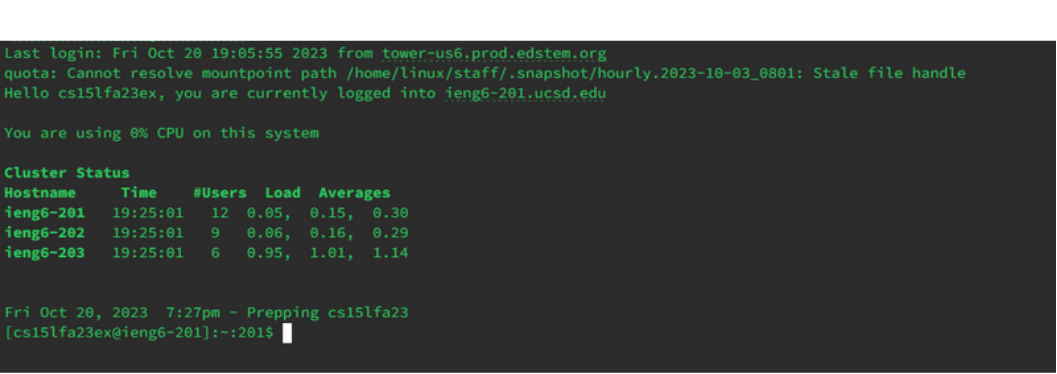 Last login: Fri Oct 20 19:05:55 2023 from tower-us6.prod.edstem.org
quota: Cannot resolve mountpoint path /home/linux/staff/.snapshot/hourly.2023-10-03_0801: Stale file handle
Hello cs15lfa23ex, you are currently logged into ieng6-201.ucsd.edu
You are using 0% CPU on this system
Cluster Status
Hostname Time #Users Load Averages
ieng6-201 19:25:01 12 0.05, 0.15, 0.30
ieng6-202 19:25:01 9 0.06, 0.16, 0.29
ieng6-203 19:25:01 6 0.95, 1.01, 1.14
Fri Oct 20, 2023 7:27pm - Prepping cs15lfa23
[cs15lfa23ex@ieng6-201]:~:201$